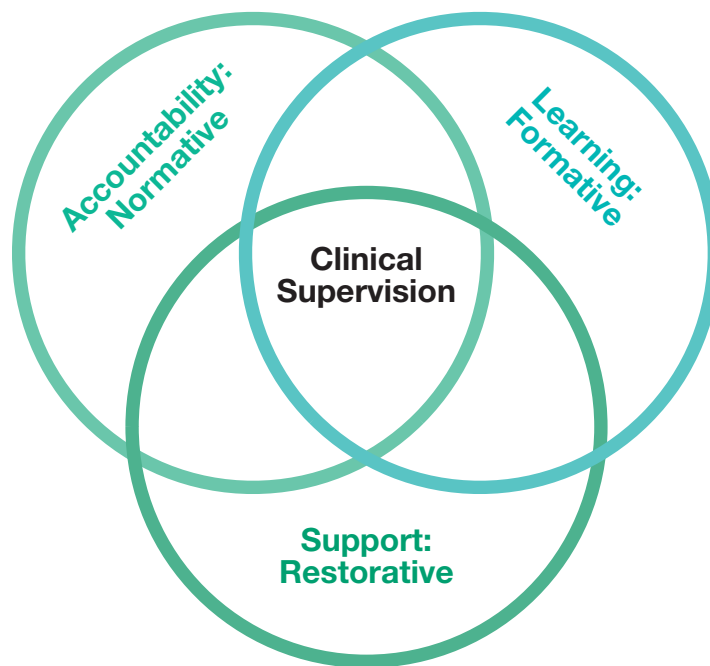 Accountability:
Normative
Learning:
Formative
Clinical
Supervision
Support:
Restorative